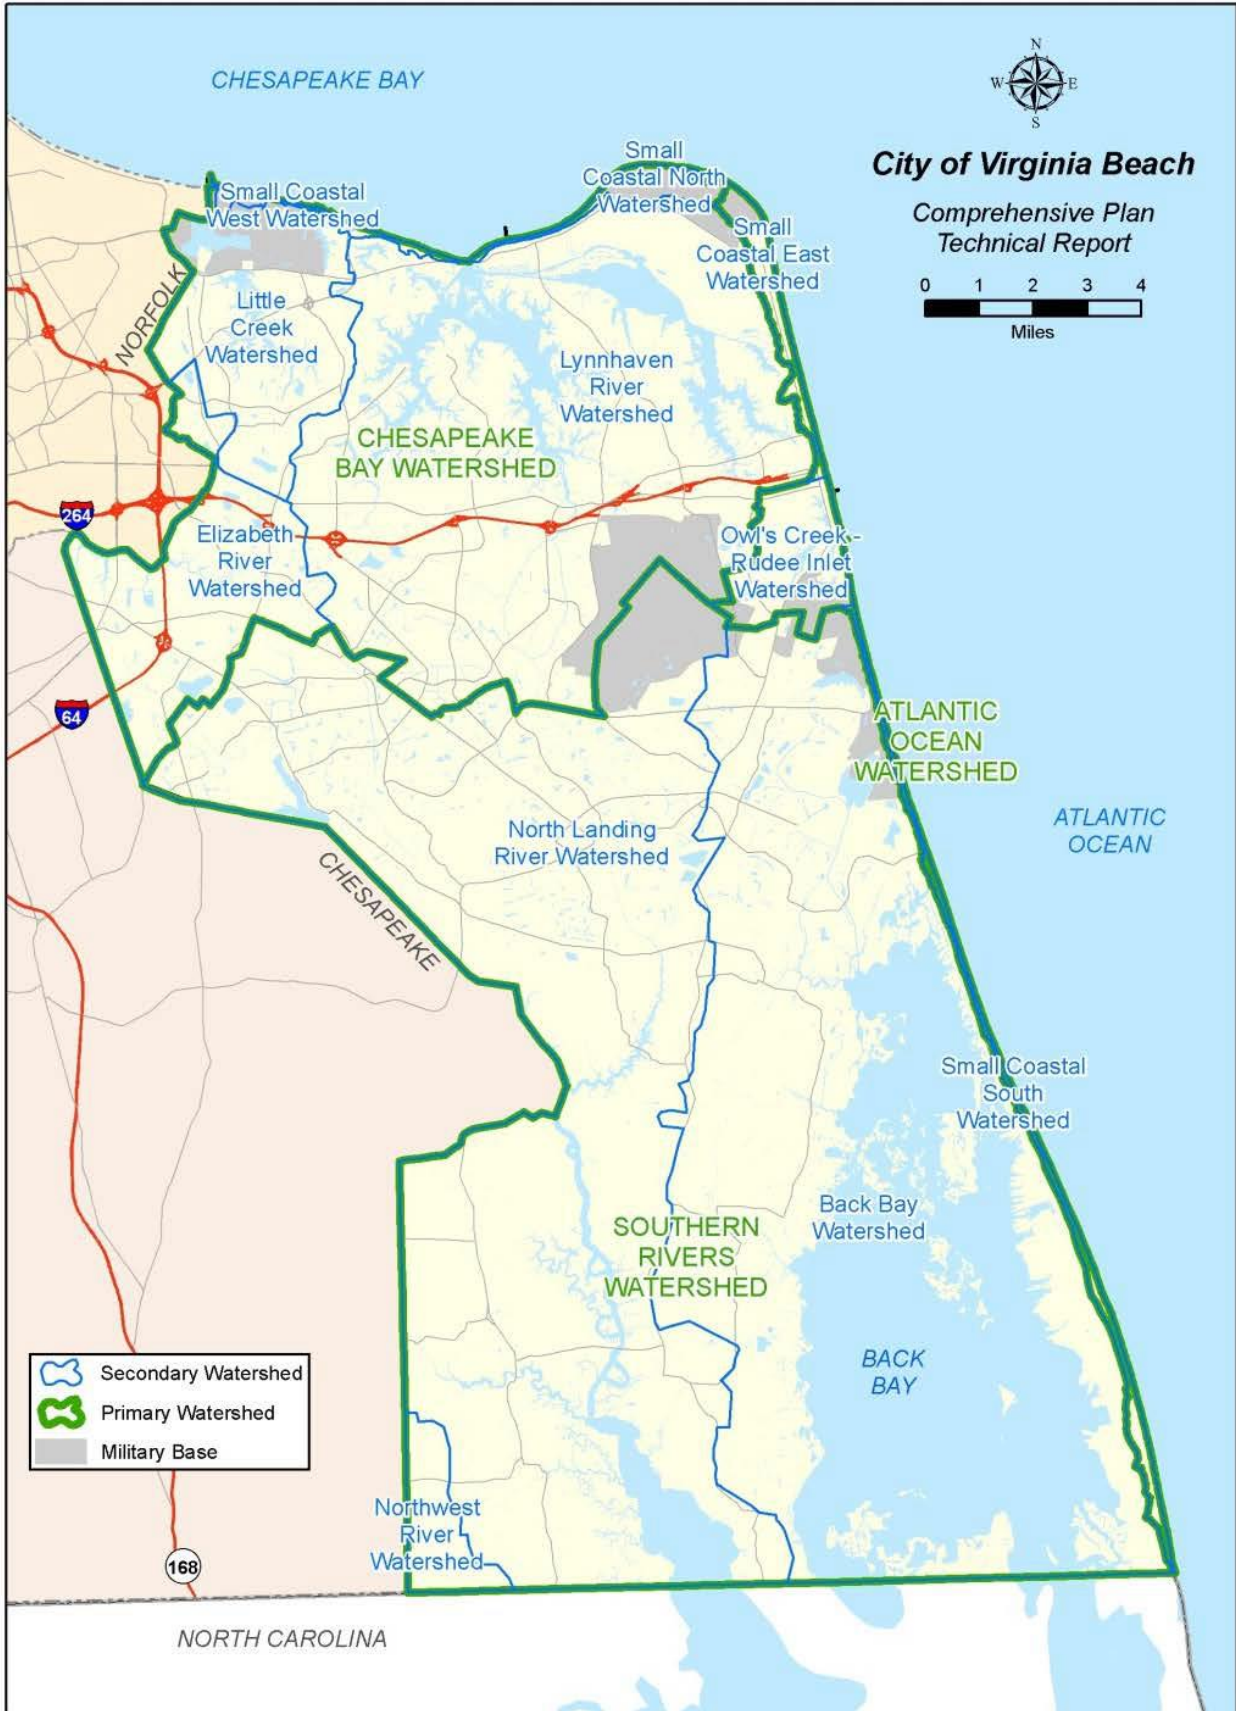 CHESAPEAKE BAY
N
W
E
S
City of Virginia Beach
Comprehensive Plan
Technical Report
0 1 2 3 4
Miles
Small
Coastal North
Watershed
Small Coastal
West Watershed
Small
Coastal East
Watershed
NORFOLK
Little
Creek
Watershed
Lynnhaven
River
Watershed
CHESAPEAKE
BAY WATERSHED
264
Elizabeth
River
Watershed
Owl's Creek -
Rudee Inlet
Watershed
64
ATLANTIC
OCEAN
WATERSHED
ATLANTIC
OCEAN
North Landing
River Watershed
CHESAPEAKE
Small Coastal
South
Watershed
Back Bay
Watershed
SOUTHERN
RIVERS
WATERSHED
BACK
BAY
Secondary Watershed
Primary Watershed
Military Base
Northwest
River
Watershed
168
NORTH CAROLINA